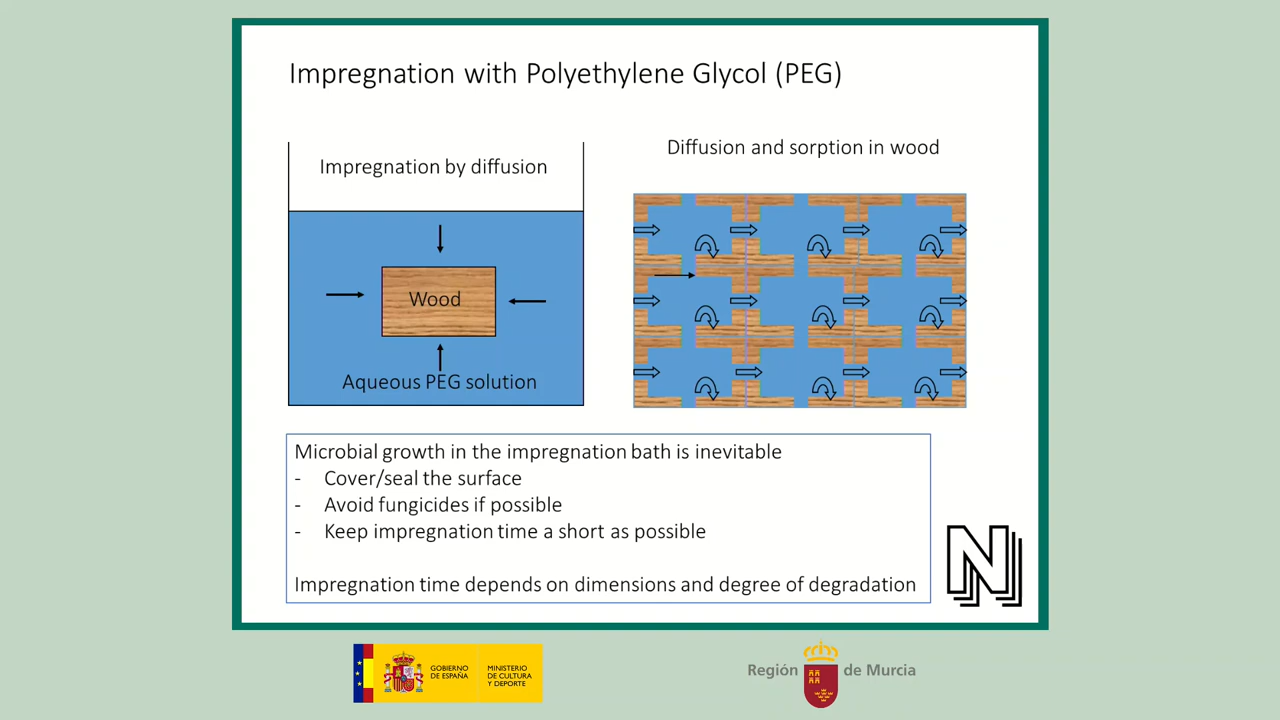 Impregnation with Polyethylene Glycol (PEG)
Impregnation by diffusion
Wood
Aqueous PEG solution
Diffusion and sorption in wood
Microbial growth in the impregnation bath is inevitable
- Cover/seal the surface
- Avoid fungicides if possible
- Keep impregnation time a short as possible
Impregnation time depends on dimensions and degree of degradation
N
GOBIERNO
DE ESPAÑA
MINISTERIO
DE CULTURA
Y DEPORTE
Región de Murcia